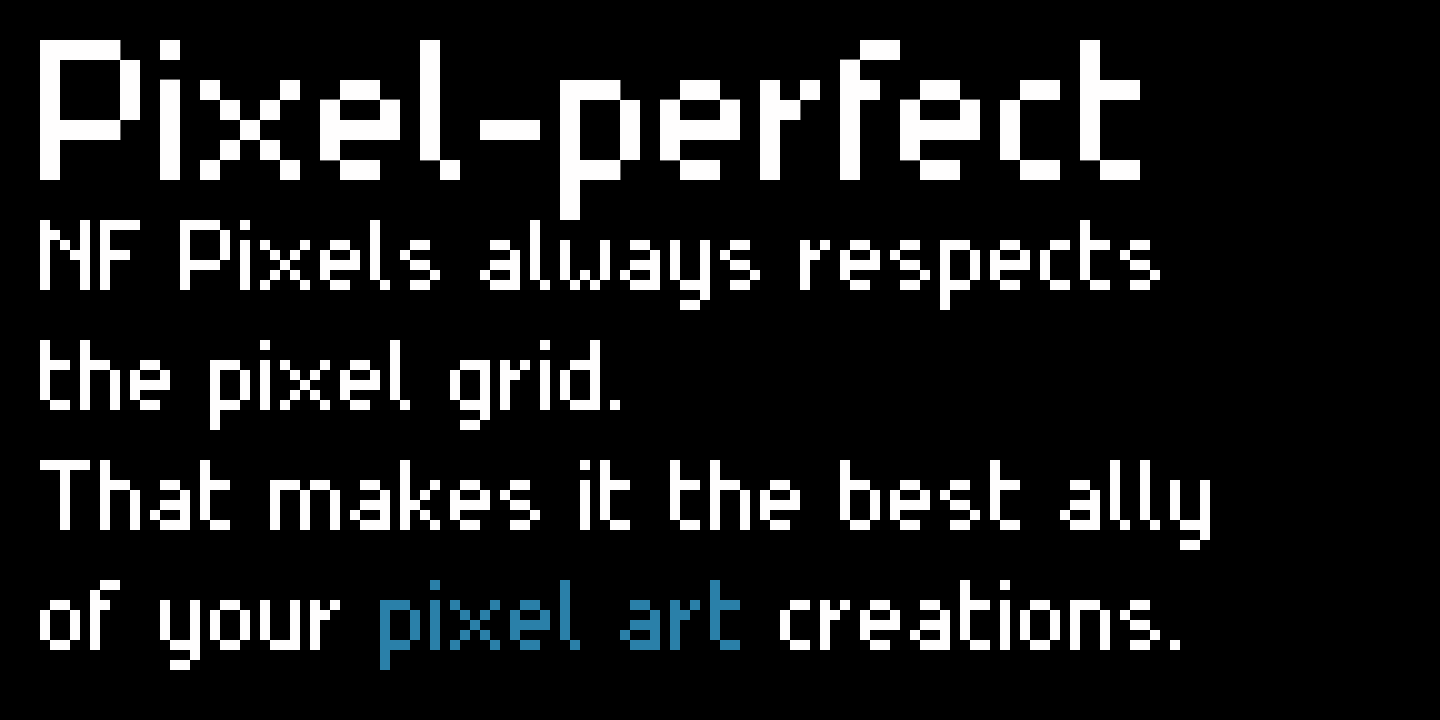 Pixel-perfect
NF Pixels always respects
the pixel grid.
That makes it the best ally
of your pixel art creations.